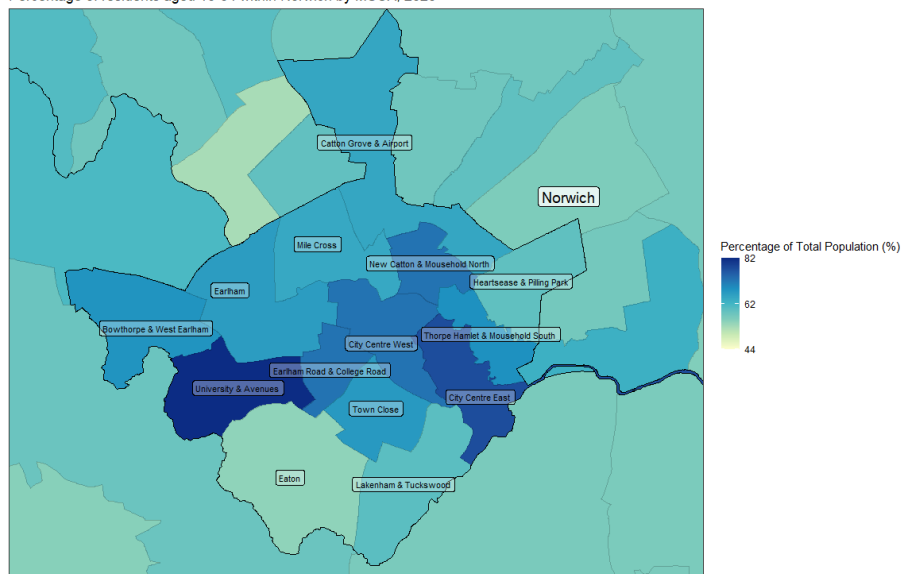 Catton Grove & Airport
Norwich
Mile Cross
New Catton & Mousehold North
Heartsease & Pilling Park
Earlham
Bowthorpe & West Earlham
Thorpe Hamlet & Mousehold South
City Centre West
Earlham Road & College Road
University & Avenues
City Centre East
Town Close
Eaton
Lakenham & Tuckswood
Percentage of Total Population (%)
82
62
44